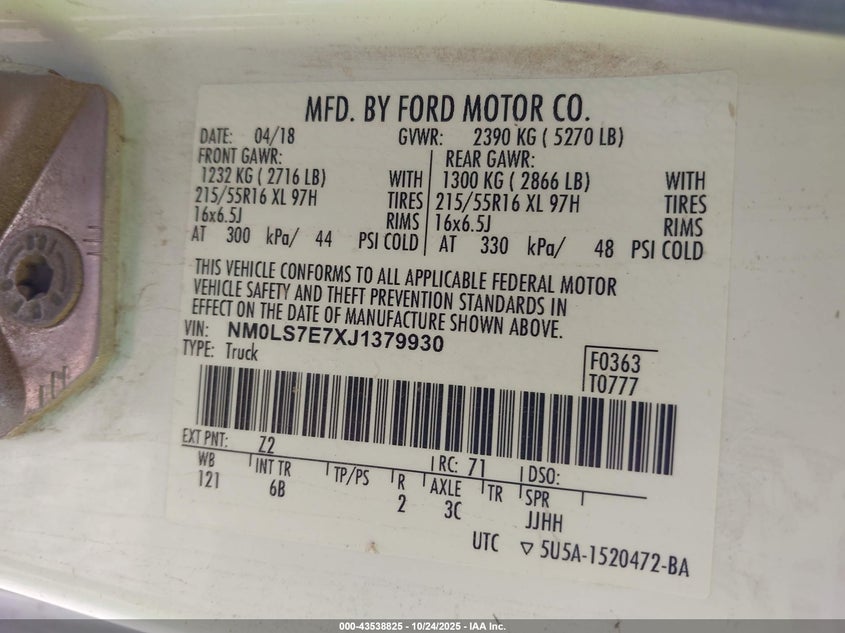 MFD. BY FORD MOTOR CO.
DATE: 04/18 GVWR: 2390 KG ( 5270 LB)
FRONT GAWR: REAR GAWR:
1232 KG ( 2716 LB) WITH 1300 KG ( 2866 LB) WITH
215/55R16 XL 97H TIRES 215/55R16 XL 97H TIRES
16x6.5J RIMS 16x6.5J RIMS
AT 300 kPa/ 44 PSI COLD AT 330 kPa/ 48 PSI COLD
THIS VEHICLE CONFORMS TO ALL APPLICABLE FEDERAL MOTOR
VEHICLE SAFETY AND THEFT PREVENTION STANDARDS IN
EFFECT ON THE DATE OF MANUFACTURE SHOWN ABOVE.
VIN: NM0LS7E7XJ1379930
TYPE: Truck
F0363
T0777
EXT PNT: Z2 RC: 71 DSO:
WB INT TR TP/PS R AXLE TR SPR
121 6B 2 3C JJHH
UTC ▽ 5U5A-1520472-BA
000-43538825 - 10/24/2025 - IAA Inc.